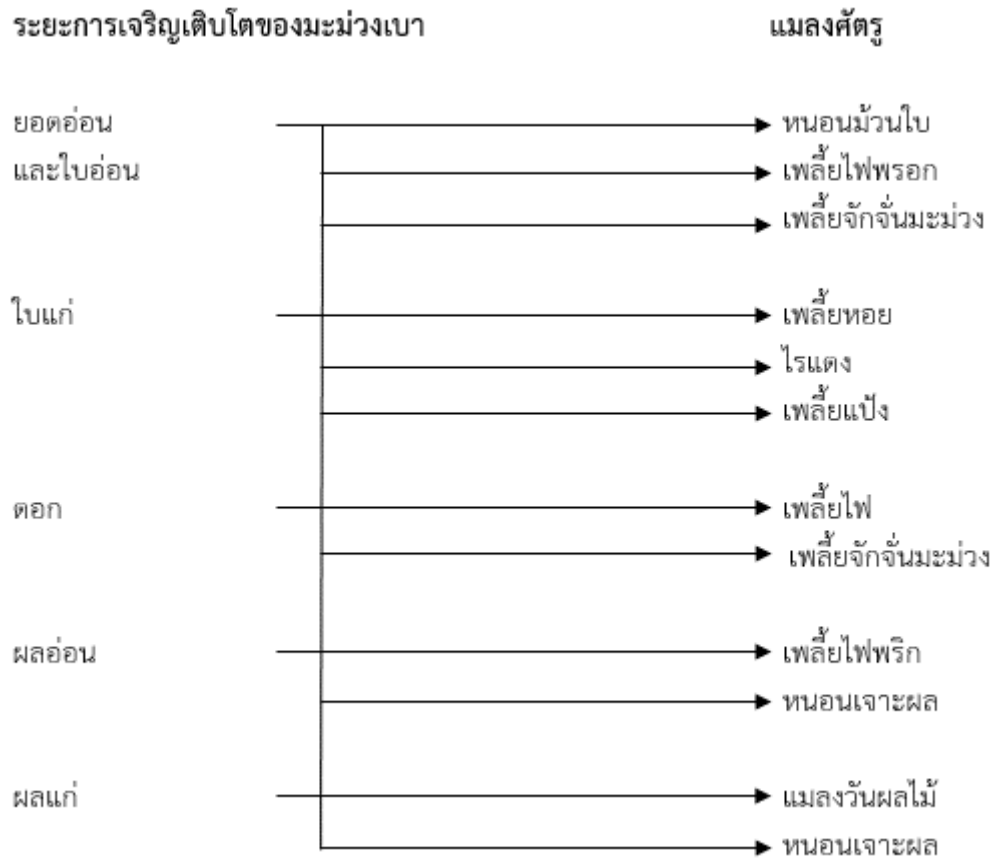 ระยะการเจริญเติบโตของมะม่วงเบา แมลงศัตรู
ยอดอ่อน หนอนม้วนใบ
และใบอ่อน เพลี้ยไฟพรอก
เพลี้ยจักจั่นมะม่วง
ใบแก่ เพลี้ยหอย
ไรแดง
เพลี้ยแป้ง
ดอก เพลี้ยไฟ
เพลี้ยจักจั่นมะม่วง
ผลอ่อน เพลี้ยไฟพริก
หนอนเจาะผล
ผลแก่ แมลงวันผลไม้
หนอนเจาะผล